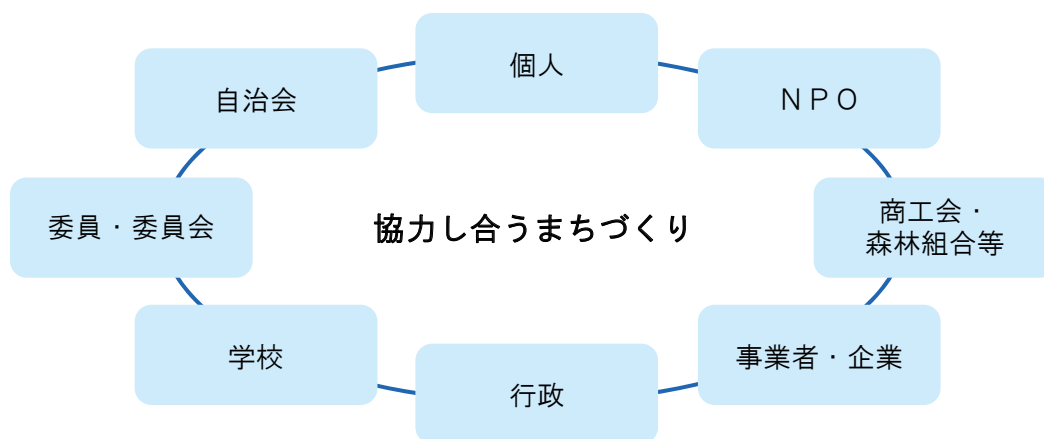 個人
自治会
ＮＰＯ
委員・委員会
協力し合うまちづくり
商工会・
森林組合等
学校
事業者・企業
行政